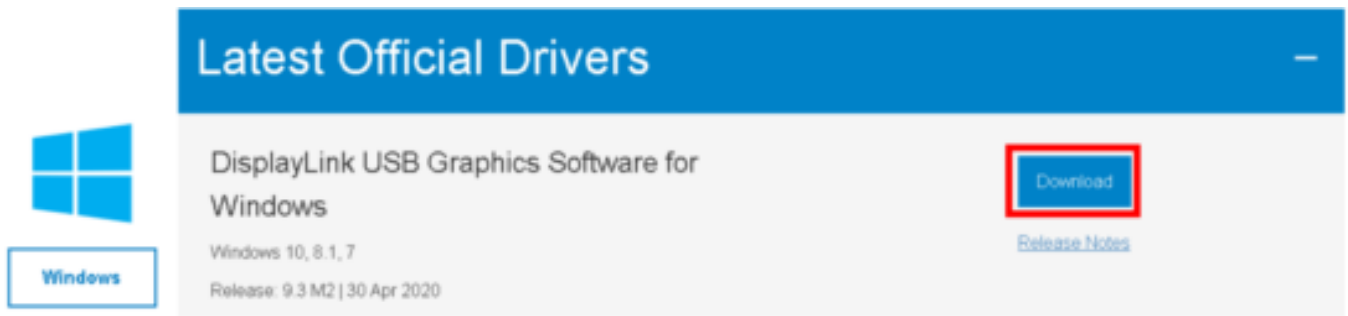 Latest Official Drivers
DisplayLink USB Graphics Software for
Windows
Download
Windows 10, 8.1, 7
Release Notes
Windows
Release: 9.3 M2 | 30 Apr 2020